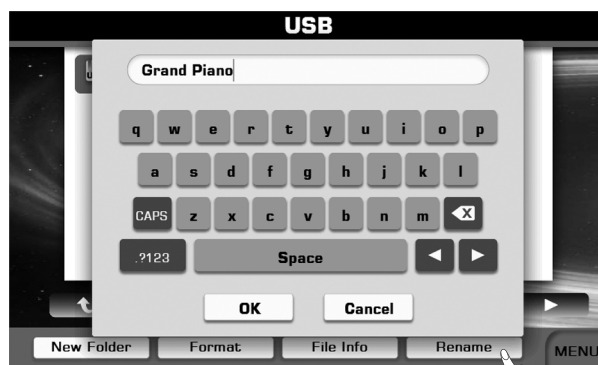 USB
Grand Piano
q w e r t y u i o p
a s d f g h j k l
CAPS z x c v b n m X
.?123 Space
OK Cancel
New Folder Format File Info Rename MENU